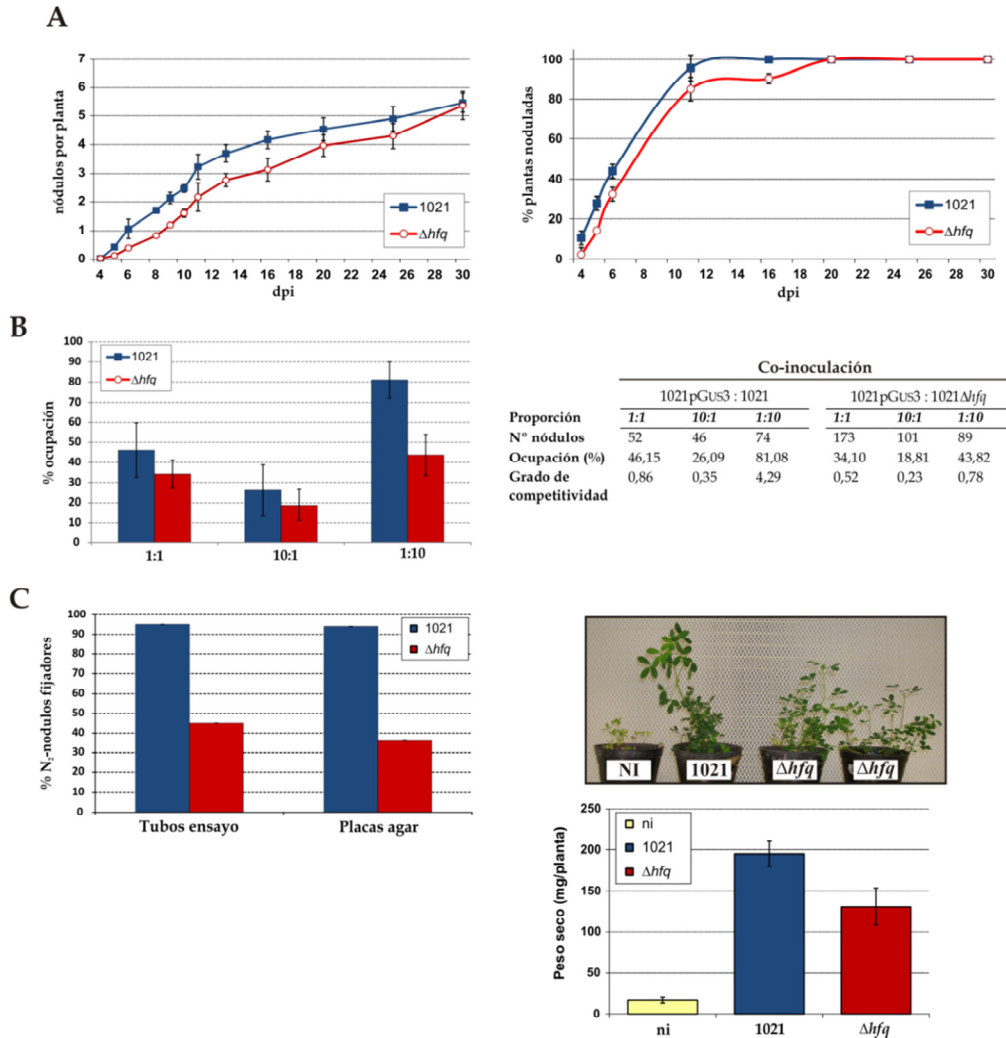 A
nódulos por planta
7
6
5
4
3
2
1
0
4 6 8 10 12 14 16 18 20 22 24 26 28 30
dpi
1021
Δhfq
% plantas noduladas
100
80
60
40
20
0
4 6 8 10 12 14 16 18 20 22 24 26 28 30
dpi
1021
Δhfq
B
% ocupación
100
90
80
70
60
50
40
30
20
10
0
1021
Δhfq
1:1 10:1 1:10
Co-inoculación
1021pGUS3 : 1021 1021pGUS3 : 1021Δhfq
Proporción 1:1 10:1 1:10 1:1 10:1 1:10
Nº nódulos 52 46 74 173 101 89
Ocupación (%) 46,15 26,09 81,08 34,10 18,81 43,82
Grado de 0,86 0,35 4,29 0,52 0,23 0,78
competitividad
C
% N2-nodulos fijadores
100
90
80
70
60
50
40
30
20
10
0
1021
Δhfq
Tubos ensayo Placas agar
NI 1021 Δhfq Δhfq
Peso seco (mg/planta)
250
200
150
100
50
0
ni
1021
Δhfq
ni 1021 Δhfq